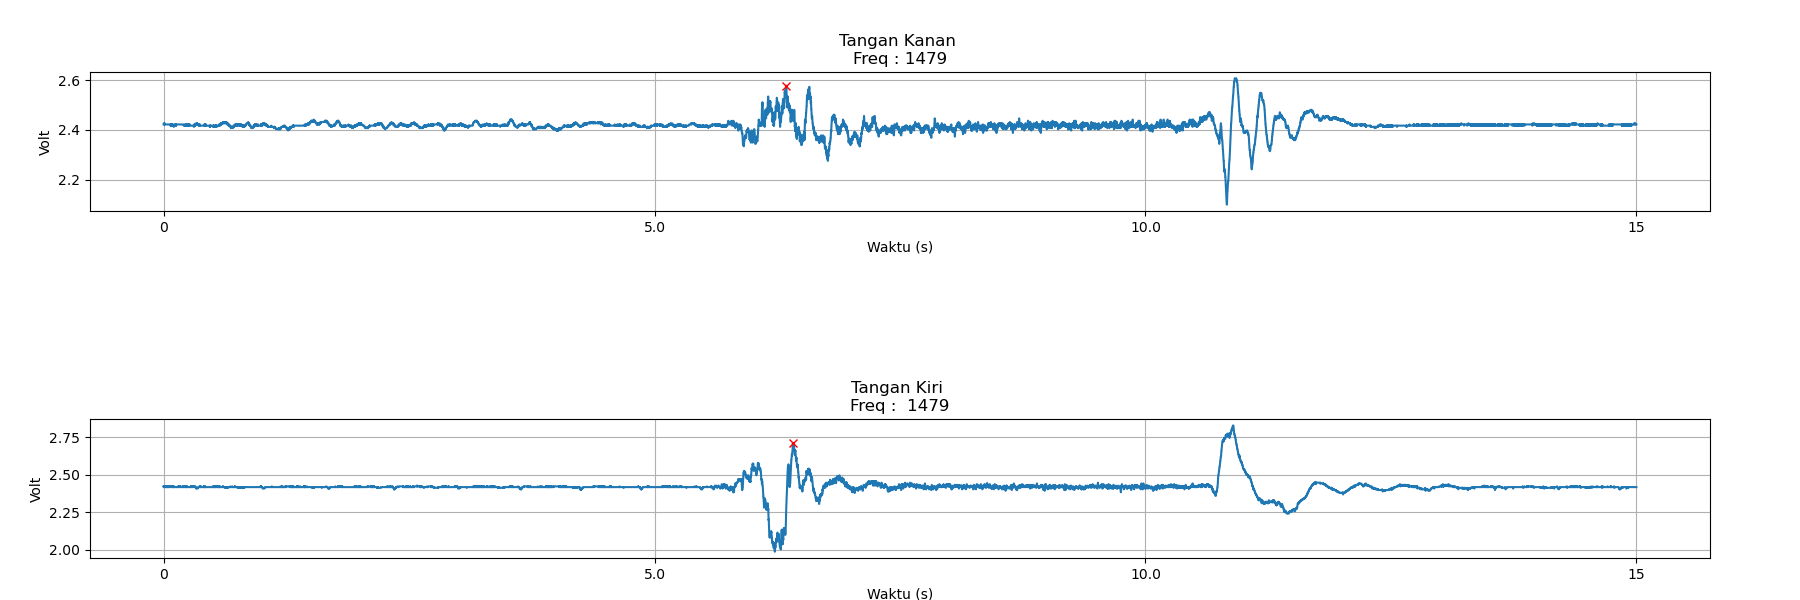 Tangan Kanan
Freq : 1479
2.6
2.4
2.2
Volt
0
5.0
10.0
15
Waktu (s)
Tangan Kiri
Freq :  1479
2.75
2.50
2.25
2.00
Volt
0
5.0
10.0
15
Waktu (s)